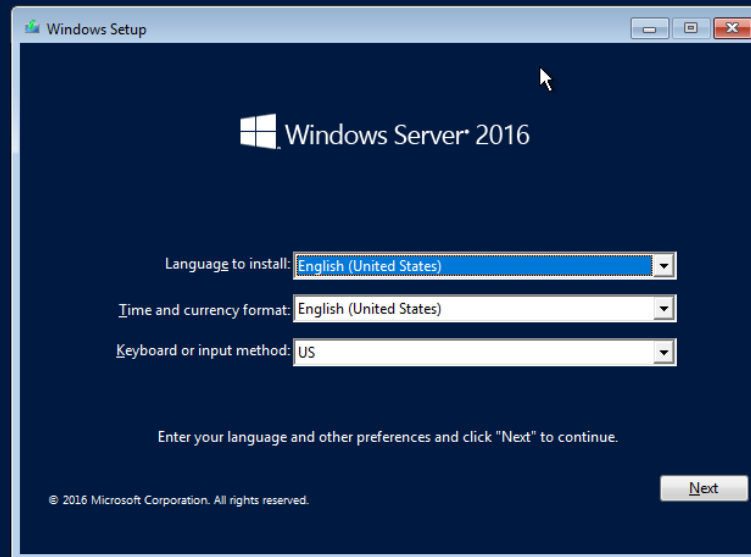 Windows Setup
Windows Server® 2016
Language to install: English (United States)
Time and currency format: English (United States)
Keyboard or input method: US
Enter your language and other preferences and click "Next" to continue.
© 2016 Microsoft Corporation. All rights reserved.
Next